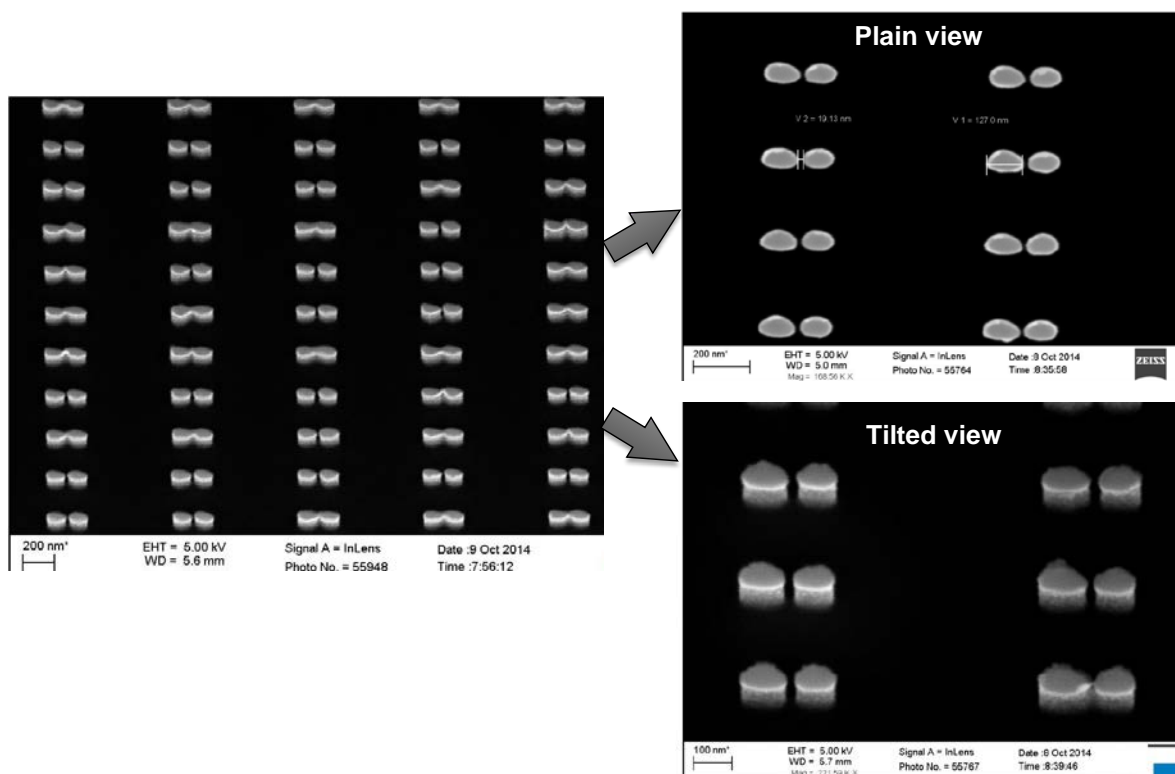 Plain view
V 2 = 19.13 nm
V 1 = 127.0 nm
200 nm*
EHT = 5.00 kV
WD = 5.0 mm
Mag = 168.56 K X
Signal A = InLens
Photo No. = 55764
Date :9 Oct 2014
Time :8:35:58
ZEISS
200 nm*
EHT = 5.00 kV
WD = 5.6 mm
Signal A = InLens
Photo No. = 55948
Date :9 Oct 2014
Time :7:56:12
Tilted view
100 nm*
EHT = 5.00 kV
WD = 5.7 mm
Signal A = InLens
Photo No. = 55767
Date :9 Oct 2014
Time :8:39:46